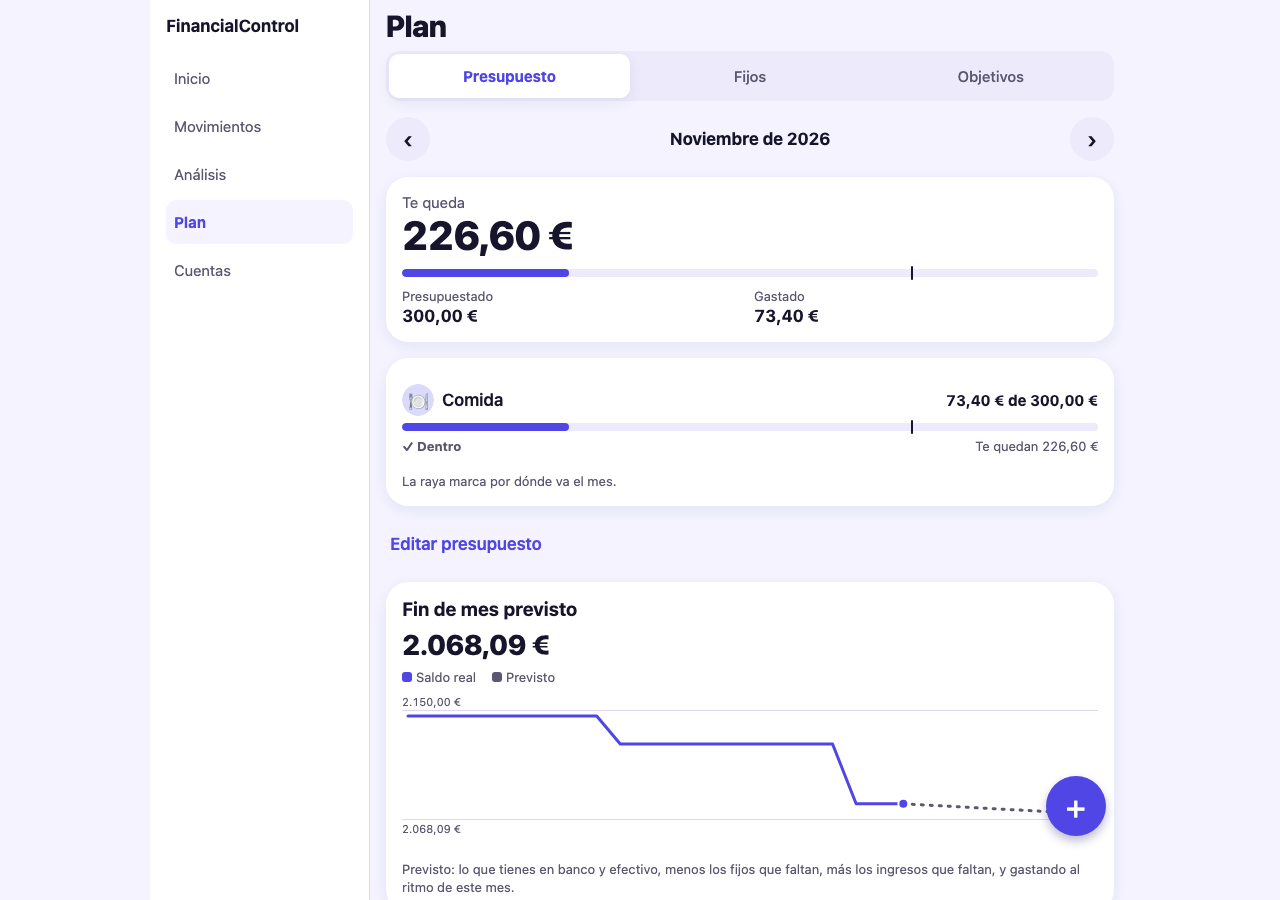 FinancialControl
Inicio
Movimientos
Análisis
Plan
Cuentas
Plan
Presupuesto
Fijos
Objetivos
‹
Noviembre de 2026
›
Te queda
226,60 €
Presupuestado
Gastado
300,00 €
73,40 €
Comida
73,40 € de 300,00 €
✓ Dentro
Te quedan 226,60 €
La raya marca por dónde va el mes.
Editar presupuesto
Fin de mes previsto
2.068,09 €
Saldo real
Previsto
2.150,00 €
+
2.068,09 €
Previsto: lo que tienes en banco y efectivo, menos los fijos que faltan, más los ingresos que faltan, y gastando al
ritmo de este mes.